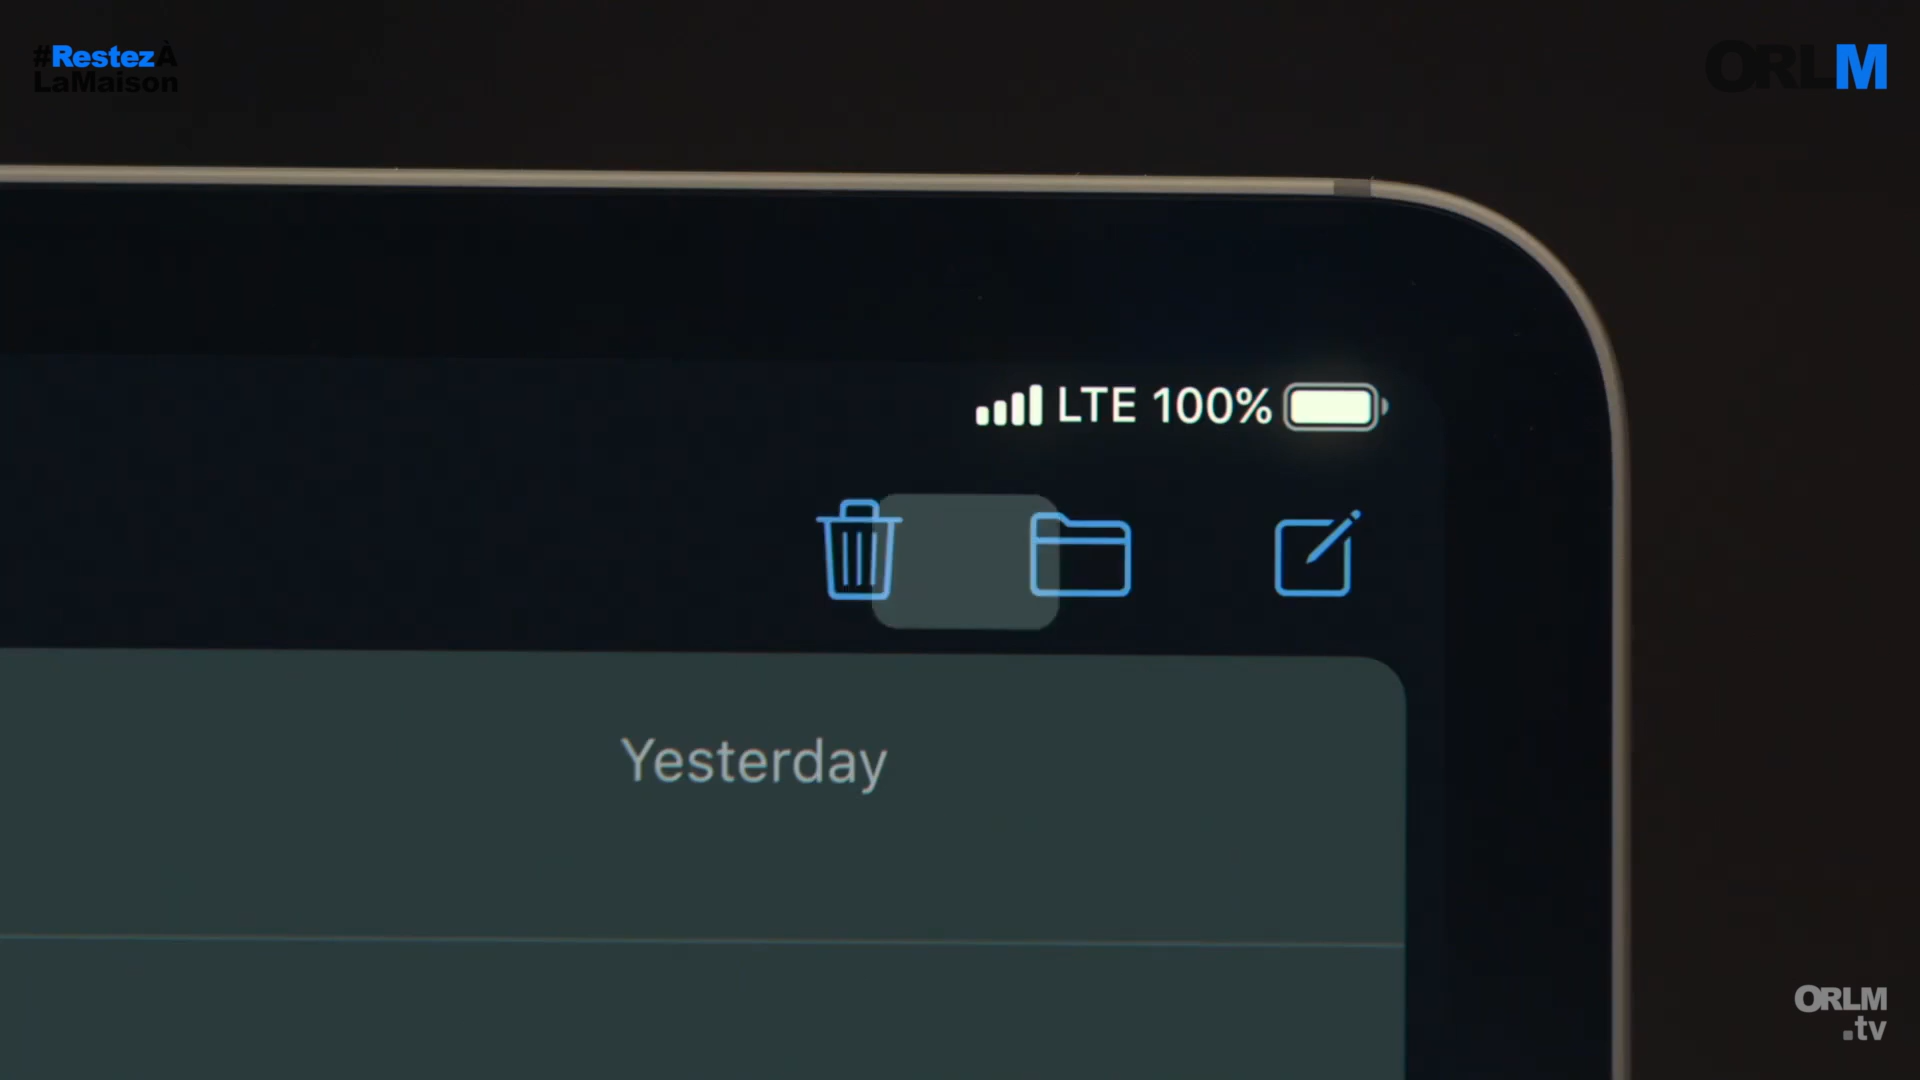 #RestezÀ
LaMaison
ORLM
LTE 100%
Yesterday
ORLM
.tv